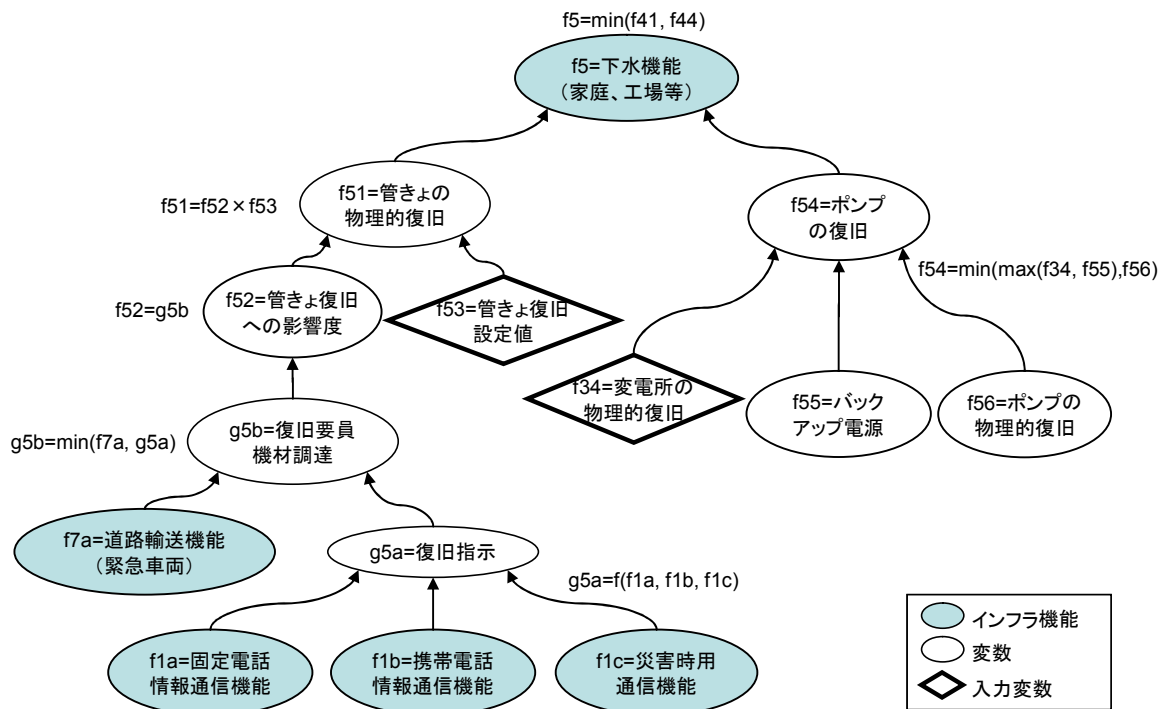 f5=min(f41, f44)
f5=下水機能
（家庭、工場等）
f51=f52×f53
f51=管きょの
物理的復旧
f54=ポンプ
の復旧
f54=min(max(f34, f55),f56)
f52=g5b
f52=管きょ復旧
への影響度
f53=管きょ復旧
設定値
f34=変電所の
物理的復旧
f55=バック
アップ電源
f56=ポンプの
物理的復旧
g5b=min(f7a, g5a)
g5b=復旧要員
機材調達
f7a=道路輸送機能
（緊急車両）
g5a=復旧指示
g5a=f(f1a, f1b, f1c)
f1a=固定電話
情報通信機能
f1b=携帯電話
情報通信機能
f1c=災害時用
通信機能
インフラ機能
変数
入力変数